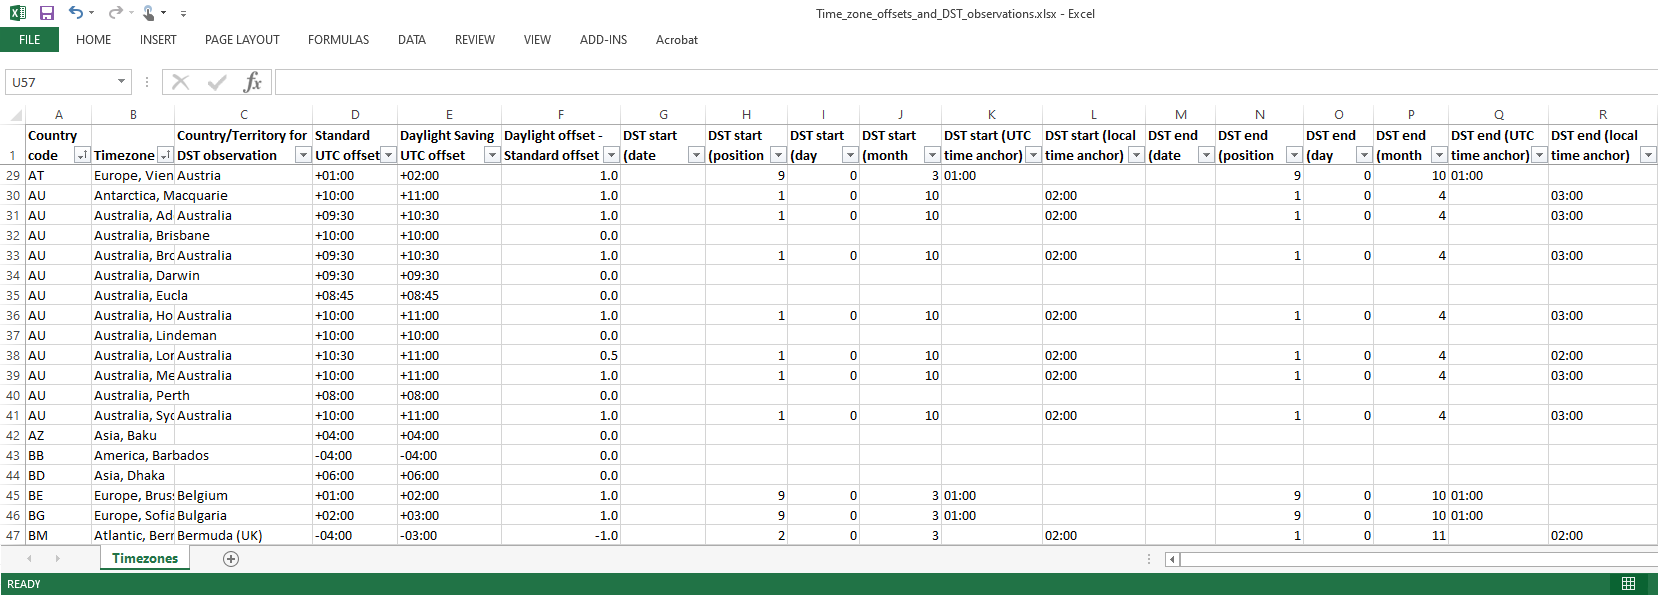 Time_zone_offsets_and_DST_observations.xlsx - Excel
FILE HOME INSERT PAGE LAYOUT FORMULAS DATA REVIEW VIEW ADD-INS Acrobat
U57 fx
A B C D E F G H I J K L M N O P Q R
Country Country/Territory for Standard Daylight Saving Daylight offset - DST start DST start DST start DST start DST start (UTC DST start (local DST end DST end DST end DST end DST end (UTC DST end (local
1 code Timezone DST observation UTC offset UTC offset Standard offset (date (position (day (month time anchor) time anchor) (date (position (day (month time anchor) time anchor)
29 AT Europe, Vien Austria +01:00 +02:00 1.0 9 0 3 01:00 9 0 10 01:00
30 AU Antarctica, Macquarie +10:00 +11:00 1.0 1 0 10 02:00 1 0 4 03:00
31 AU Australia, Ad Australia +09:30 +10:30 1.0 1 0 10 02:00 1 0 4 03:00
32 AU Australia, Brisbane +10:00 +10:00 0.0
33 AU Australia, Bro Australia +09:30 +10:30 1.0 1 0 10 02:00 1 0 4 03:00
34 AU Australia, Darwin +09:30 +09:30 0.0
35 AU Australia, Eucla +08:45 +08:45 0.0
36 AU Australia, Ho Australia +10:00 +11:00 1.0 1 0 10 02:00 1 0 4 03:00
37 AU Australia, Lindeman +10:00 +10:00 0.0
38 AU Australia, Lor Australia +10:30 +11:00 0.5 1 0 10 02:00 1 0 4 02:00
39 AU Australia, Me Australia +10:00 +11:00 1.0 1 0 10 02:00 1 0 4 03:00
40 AU Australia, Perth +08:00 +08:00 0.0
41 AU Australia, Syd Australia +10:00 +11:00 1.0 1 0 10 02:00 1 0 4 03:00
42 AZ Asia, Baku +04:00 +04:00 0.0
43 BB America, Barbados -04:00 -04:00 0.0
44 BD Asia, Dhaka +06:00 +06:00 0.0
45 BE Europe, Brus Belgium +01:00 +02:00 1.0 9 0 3 01:00 9 0 10 01:00
46 BG Europe, Sofia Bulgaria +02:00 +03:00 1.0 9 0 3 01:00 9 0 10 01:00
47 BM Atlantic, Berr Bermuda (UK) -04:00 -03:00 -1.0 2 0 3 02:00 1 0 11 02:00
Timezones
READY